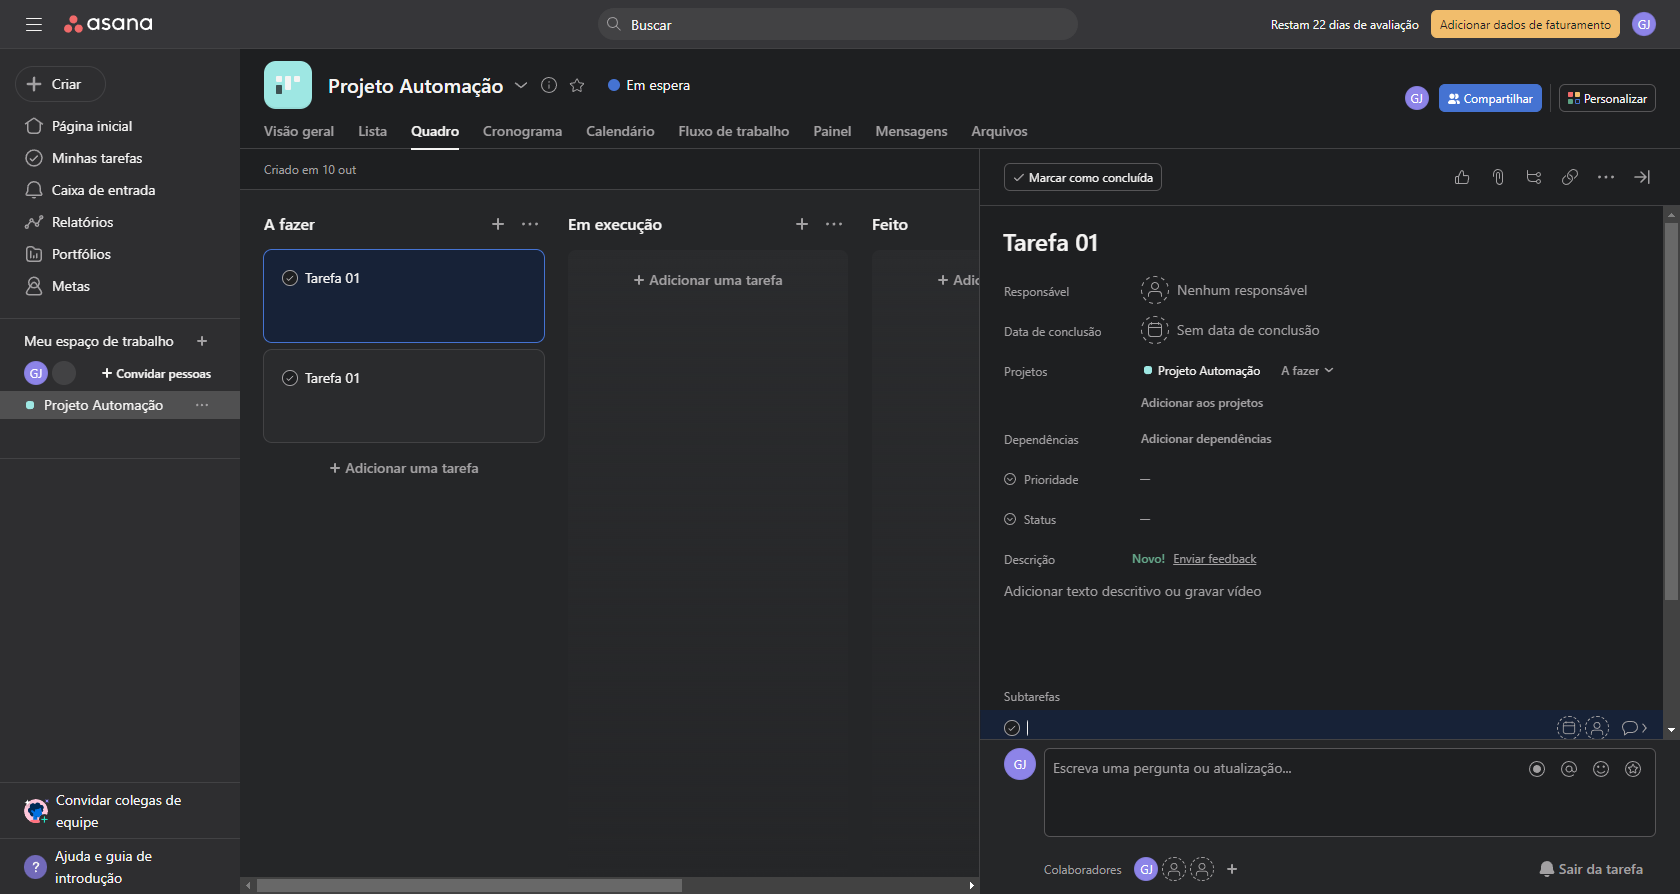 asana
Buscar
Restam 22 dias de avaliação
Adicionar dados de faturamento
GJ
Criar
Página inicial
Minhas tarefas
Caixa de entrada
Relatórios
Portfólios
Metas
Meu espaço de trabalho
GJ
Convidar pessoas
Projeto Automação
Convidar colegas de
equipe
? Ajuda e guia de
introdução
Projeto Automação
Em espera
GJ
Compartilhar
Personalizar
Visão geral
Lista
Quadro
Cronograma
Calendário
Fluxo de trabalho
Painel
Mensagens
Arquivos
Criado em 10 out
A fazer
Tarefa 01
Tarefa 01
+ Adicionar uma tarefa
Em execução
+ Adicionar uma tarefa
Feito
+ Adic
Marcar como concluída
Tarefa 01
Responsável
Nenhum responsável
Data de conclusão
Sem data de conclusão
Projetos
Projeto Automação
A fazer
Adicionar aos projetos
Dependências
Adicionar dependências
Prioridade
—
Status
—
Descrição
Novo! Enviar feedback
Adicionar texto descritivo ou gravar vídeo
Subtarefas
GJ
Escreva uma pergunta ou atualização...
Colaboradores
GJ
Sair da tarefa